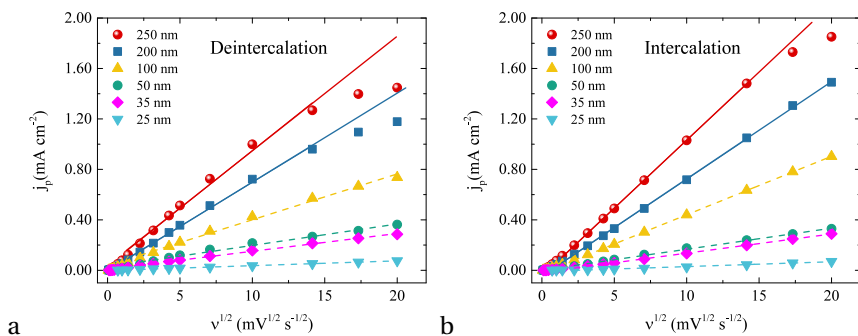 2.00
1.60
1.20
0.80
0.40
0.00
j_p(mA cm⁻²)
250 nm
200 nm
100 nm
50 nm
35 nm
25 nm
Deintercalation
0 5 10 15 20
ν^1/2 (mV^1/2 s^-1/2)
a
2.00
1.60
1.20
0.80
0.40
0.00
j_p(mA cm⁻²)
250 nm
200 nm
100 nm
50 nm
35 nm
25 nm
Intercalation
0 5 10 15 20
ν^1/2 (mV^1/2 s^-1/2)
b